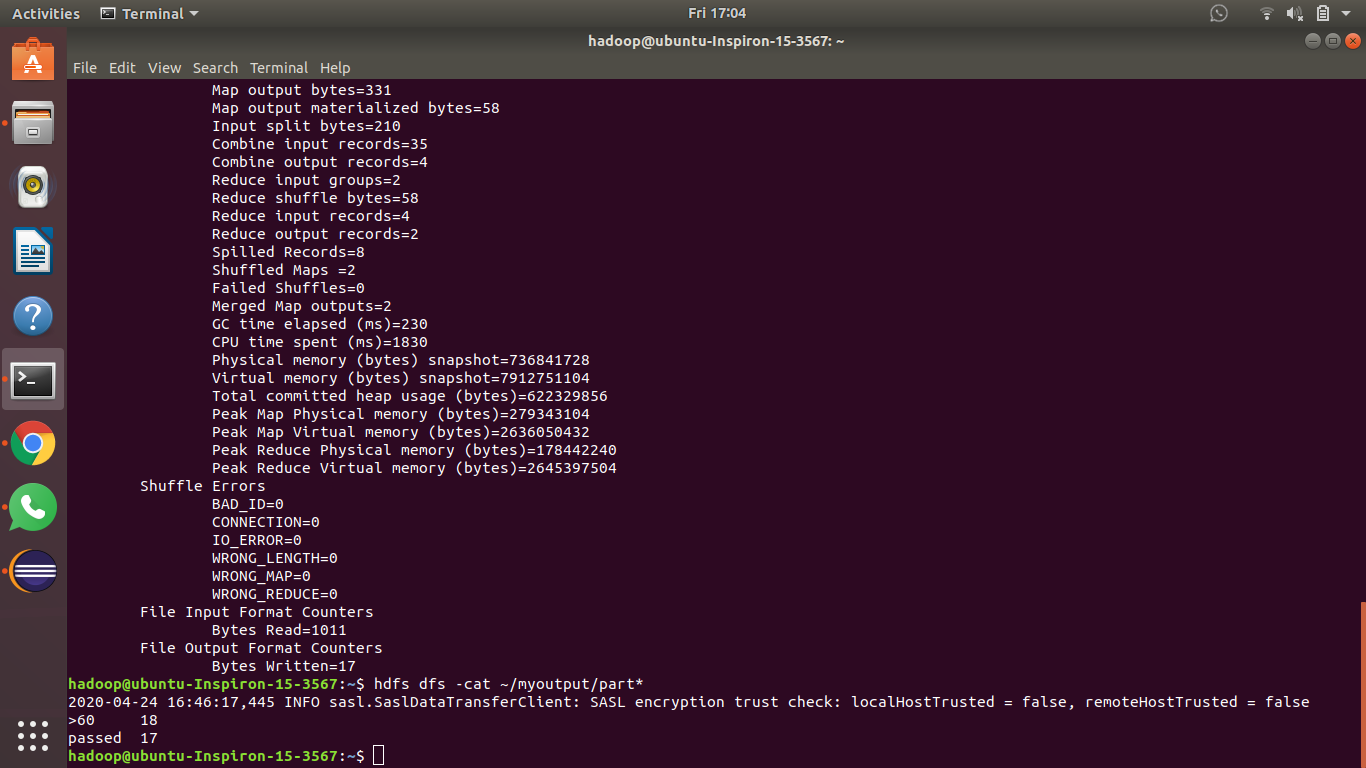 Activities Terminal Fri 17:04
hadoop@ubuntu-Inspiron-15-3567: ~
File Edit View Search Terminal Help
Map output bytes=331
Map output materialized bytes=58
Input split bytes=210
Combine input records=35
Combine output records=4
Reduce input groups=2
Reduce shuffle bytes=58
Reduce input records=4
Reduce output records=2
Spilled Records=8
Shuffled Maps =2
Failed Shuffles=0
Merged Map outputs=2
GC time elapsed (ms)=230
CPU time spent (ms)=1830
Physical memory (bytes) snapshot=736841728
Virtual memory (bytes) snapshot=7912751104
Total committed heap usage (bytes)=622329856
Peak Map Physical memory (bytes)=279343104
Peak Map Virtual memory (bytes)=2636050432
Peak Reduce Physical memory (bytes)=178442240
Peak Reduce Virtual memory (bytes)=2645397504
Shuffle Errors
BAD_ID=0
CONNECTION=0
IO_ERROR=0
WRONG_LENGTH=0
WRONG_MAP=0
WRONG_REDUCE=0
File Input Format Counters
Bytes Read=1011
File Output Format Counters
Bytes Written=17
hadoop@ubuntu-Inspiron-15-3567:~$ hdfs dfs -cat ~/myoutput/part*
2020-04-24 16:46:17,445 INFO sasl.SaslDataTransferClient: SASL encryption trust check: localHostTrusted = false, remoteHostTrusted = false
>60 18
passed 17
hadoop@ubuntu-Inspiron-15-3567:~$